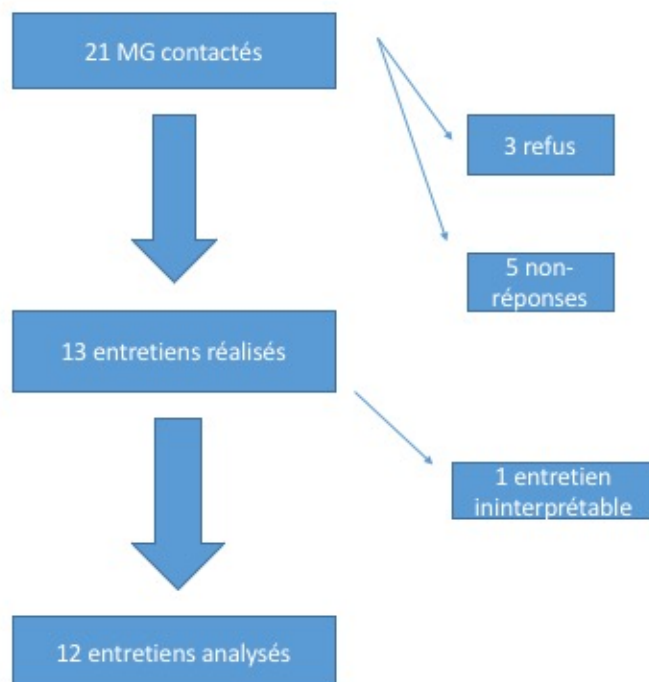 21 MG contactés
3 refus
5 non-
réponses
13 entretiens réalisés
1 entretien
ininterprétable
12 entretiens analysés